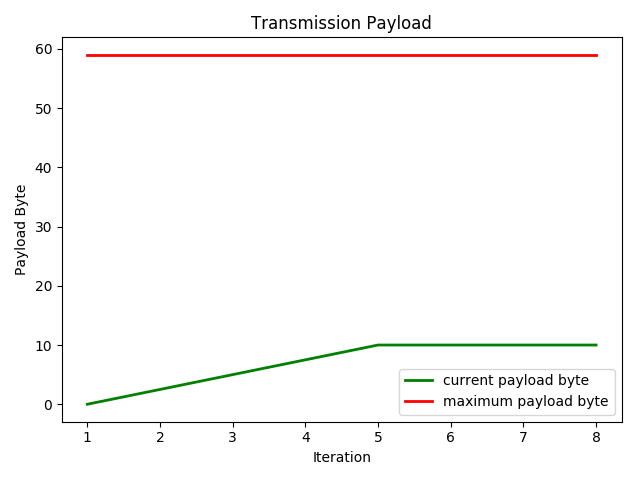 Transmission Payload
Payload Byte
60
50
40
30
20
10
0
current payload byte
maximum payload byte
1 2 3 4 5 6 7 8
Iteration